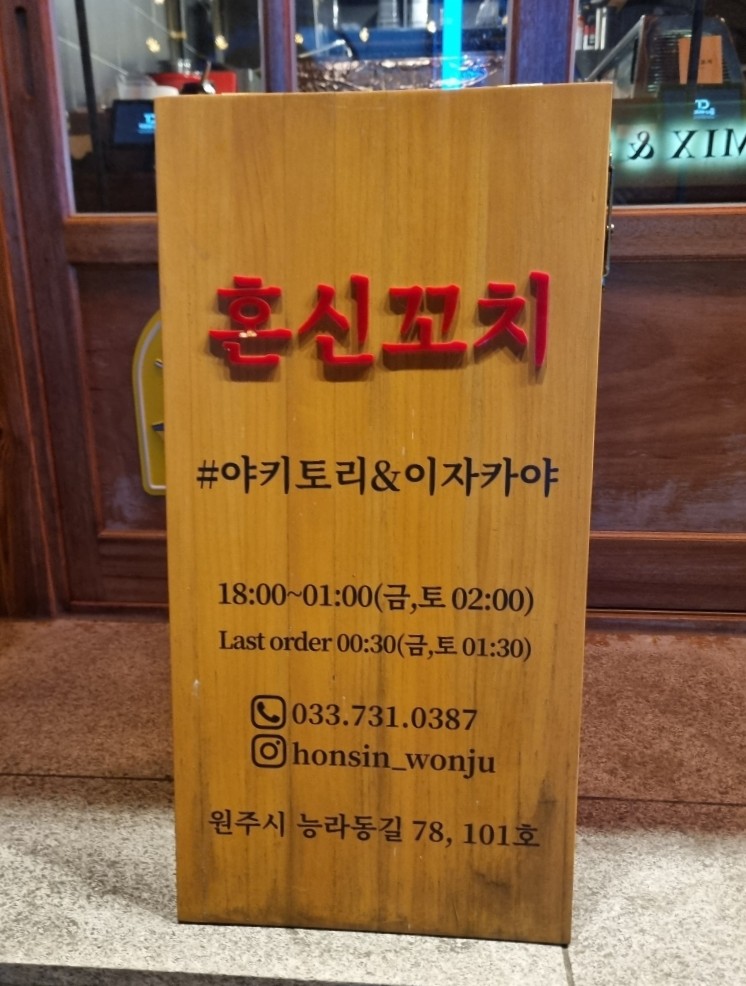 MIX &
혼신꼬치
#야키토리&이자카야
18:00~01:00(금,토 02:00)
Last order 00:30(금,토 01:30)
033.731.0387
honsin_wonju
원주시 능라동길 78, 101호